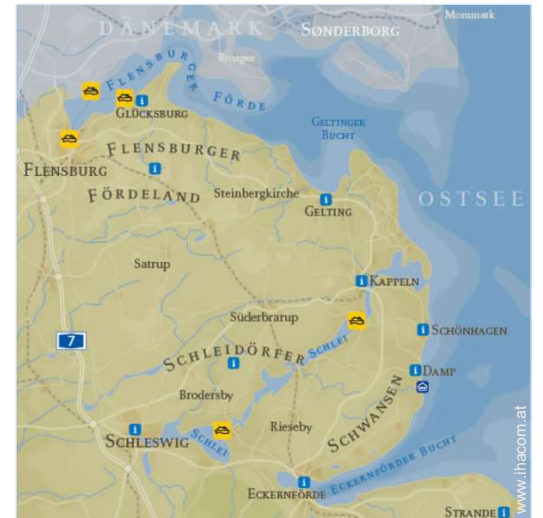 Mommark
DÄNEMARK
SØNDERBORG
Broager
FLENSBURGER
FÖRDE
GLÜCKSBURG
GELTINGER
BUCHT
FLENSBURG
FLENSBURGER
FÖRDELAND
Steinbergkirche
GELTING
OSTSEE
Satrup
KAPPELN
Süderbrarup
SCHÖNHAGEN
7
SCHLEIDÖRFER
SCHLEI
DAMP
Brodersby
SCHWANSEN
Rieseby
SCHLESWIG
SCHLEI
ECKERNFÖRDE
ECKERNFÖRDER BUCHT
STRANDE
www.ihacom.at